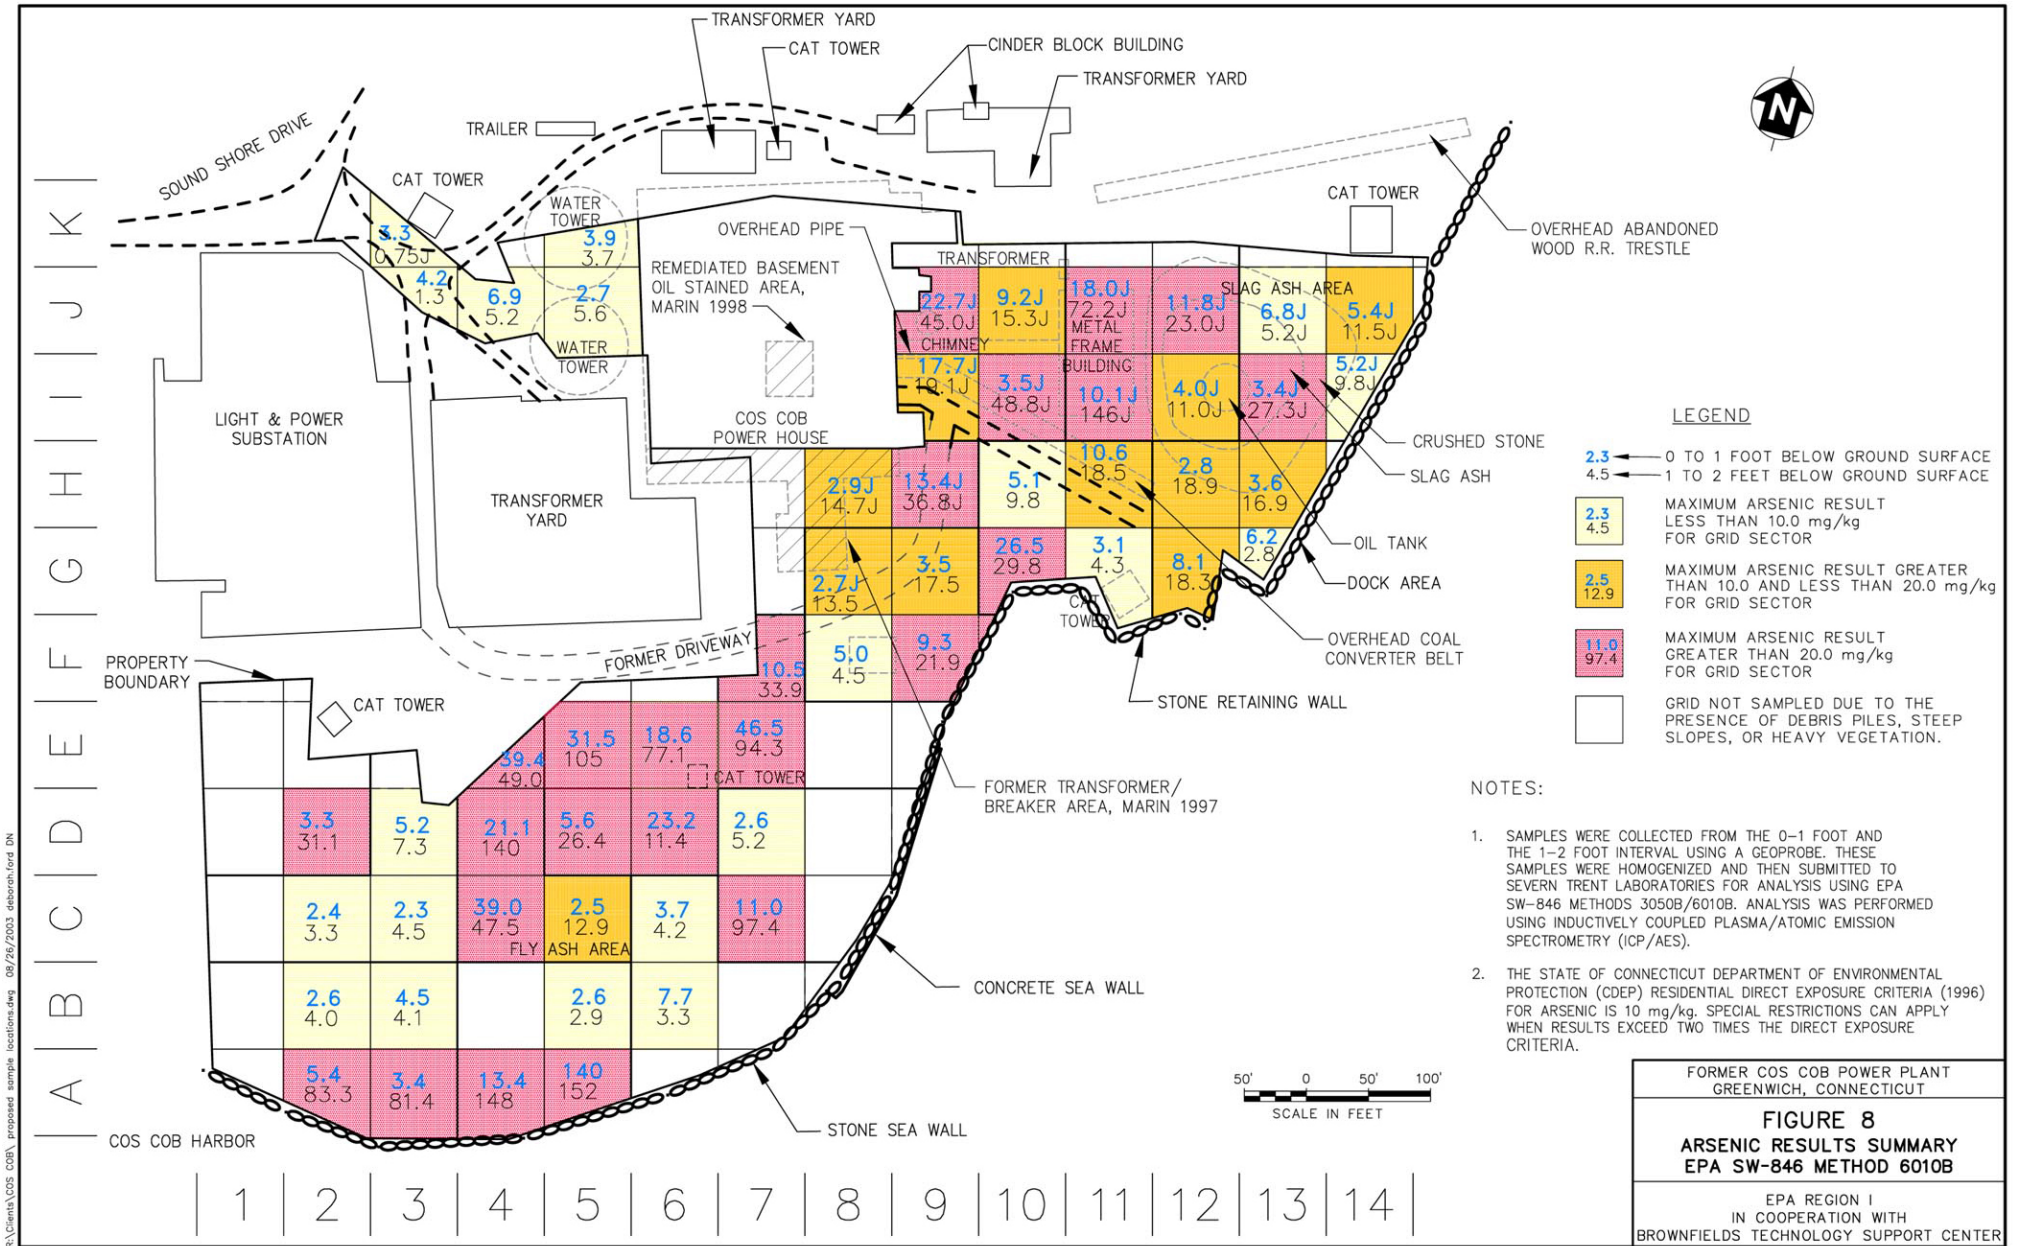 TRANSFORMER YARD
CAT TOWER
CINDER BLOCK BUILDING
TRANSFORMER YARD
TRAILER
SOUND SHORE DRIVE
CAT TOWER
WATER
TOWER
OVERHEAD PIPE
CAT TOWER
N
OVERHEAD ABANDONED
WOOD R.R. TRESTLE
REMEDIATED BASEMENT
OIL STAINED AREA,
MARIN 1998
TRANSFORMER
SLAG ASH AREA
WATER
TOWER
CHIMNEY
METAL
FRAME
BUILDING
LIGHT & POWER
SUBSTATION
COS COB
POWER HOUSE
TRANSFORMER
YARD
CRUSHED STONE
SLAG ASH
OIL TANK
DOCK AREA
OVERHEAD COAL
CONVERTER BELT
CAT
TOWER
STONE RETAINING WALL
FORMER DRIVEWAY
PROPERTY
BOUNDARY
CAT TOWER
CAT TOWER
FORMER TRANSFORMER/
BREAKER AREA, MARIN 1997
FLY ASH AREA
CONCRETE SEA WALL
STONE SEA WALL
COS COB HARBOR
K
3.3
0.75J
3.9
3.7
J
4.2
1.3
6.9
5.2
2.7
5.6
22.7J
45.0J
9.2J
15.3J
18.0J
72.2J
11.8J
23.0J
6.8J
5.2J
5.4J
11.5J
I
17.7J
19.1J
3.5J
48.8J
10.1J
146J
4.0J
11.0J
3.4J
27.3J
5.2J
9.8J
H
2.9J
14.7J
13.4J
36.8J
5.1
9.8
10.6
18.5
2.8
18.9
3.6
16.9
G
2.7J
13.5
3.5
17.5
26.5
29.8
3.1
4.3
8.1
18.3
6.2
2.8
F
10.5
33.9
5.0
4.5
9.3
21.9
E
39.4
49.0
31.5
105
18.6
77.1
46.5
94.3
D
3.3
31.1
5.2
7.3
21.1
140
5.6
26.4
23.2
11.4
2.6
5.2
C
2.4
3.3
2.3
4.5
39.0
47.5
2.5
12.9
3.7
4.2
11.0
97.4
B
2.6
4.0
4.5
4.1
2.6
2.9
7.7
3.3
A
5.4
83.3
3.4
81.4
13.4
148
140
152
1 2 3 4 5 6 7 8 9 10 11 12 13 14
50' 0 50' 100'
SCALE IN FEET
LEGEND
2.3 0 TO 1 FOOT BELOW GROUND SURFACE
4.5 1 TO 2 FEET BELOW GROUND SURFACE
2.3
4.5
MAXIMUM ARSENIC RESULT
LESS THAN 10.0 mg/kg
FOR GRID SECTOR
2.5
12.9
MAXIMUM ARSENIC RESULT GREATER
THAN 10.0 AND LESS THAN 20.0 mg/kg
FOR GRID SECTOR
11.0
97.4
MAXIMUM ARSENIC RESULT
GREATER THAN 20.0 mg/kg
FOR GRID SECTOR
GRID NOT SAMPLED DUE TO THE
PRESENCE OF DEBRIS PILES, STEEP
SLOPES, OR HEAVY VEGETATION.
NOTES:
1. SAMPLES WERE COLLECTED FROM THE 0-1 FOOT AND
THE 1-2 FOOT INTERVAL USING A GEOPROBE. THESE
SAMPLES WERE HOMOGENIZED AND THEN SUBMITTED TO
SEVERN TRENT LABORATORIES FOR ANALYSIS USING EPA
SW-846 METHODS 3050B/6010B. ANALYSIS WAS PERFORMED
USING INDUCTIVELY COUPLED PLASMA/ATOMIC EMISSION
SPECTROMETRY (ICP/AES).
2. THE STATE OF CONNECTICUT DEPARTMENT OF ENVIRONMENTAL
PROTECTION (CDEP) RESIDENTIAL DIRECT EXPOSURE CRITERIA (1996)
FOR ARSENIC IS 10 mg/kg. SPECIAL RESTRICTIONS CAN APPLY
WHEN RESULTS EXCEED TWO TIMES THE DIRECT EXPOSURE
CRITERIA.
FORMER COS COB POWER PLANT
GREENWICH, CONNECTICUT
FIGURE 8
ARSENIC RESULTS SUMMARY
EPA SW-846 METHOD 6010B
EPA REGION I
IN COOPERATION WITH
BROWNFIELDS TECHNOLOGY SUPPORT CENTER
R:\Clients\COS COB\ proposed sample locations.dwg 08/26/2003 deborah.ford DN